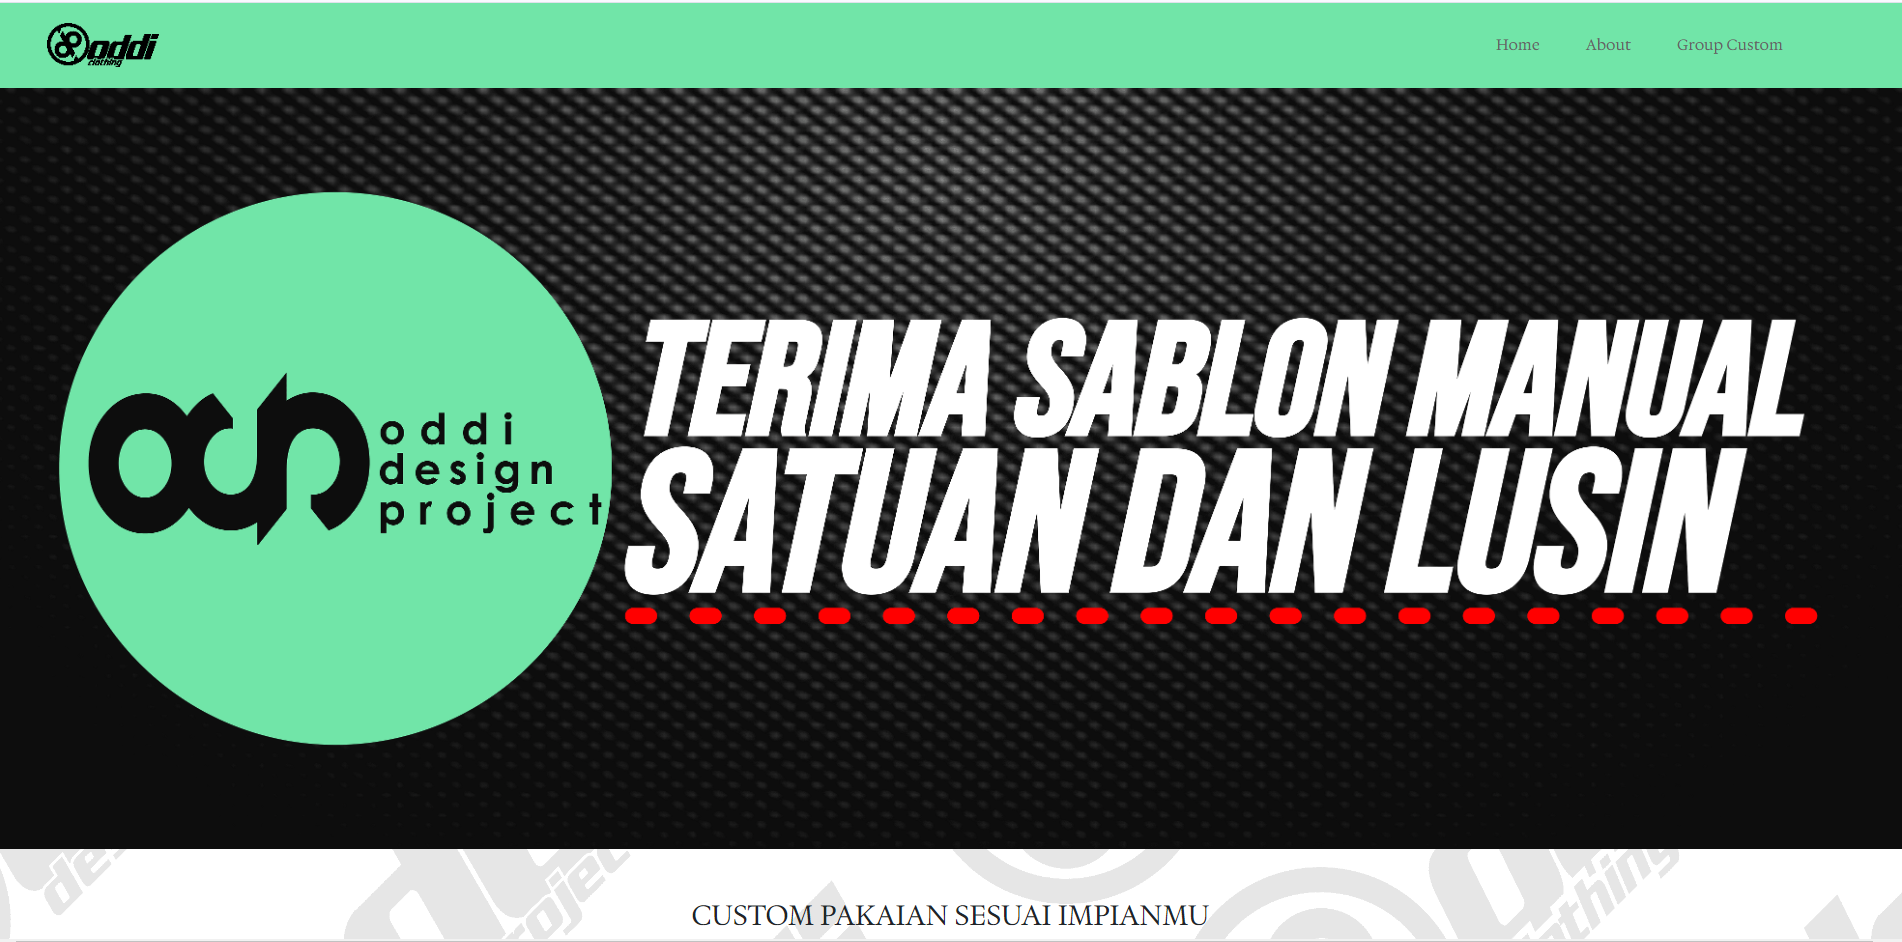 oddi
clothing
Home About Group Custom
oddi
design
project
TERIMA SABLON MANUAL
SATUAN DAN LUSIN
CUSTOM PAKAIAN SESUAI IMPIANMU